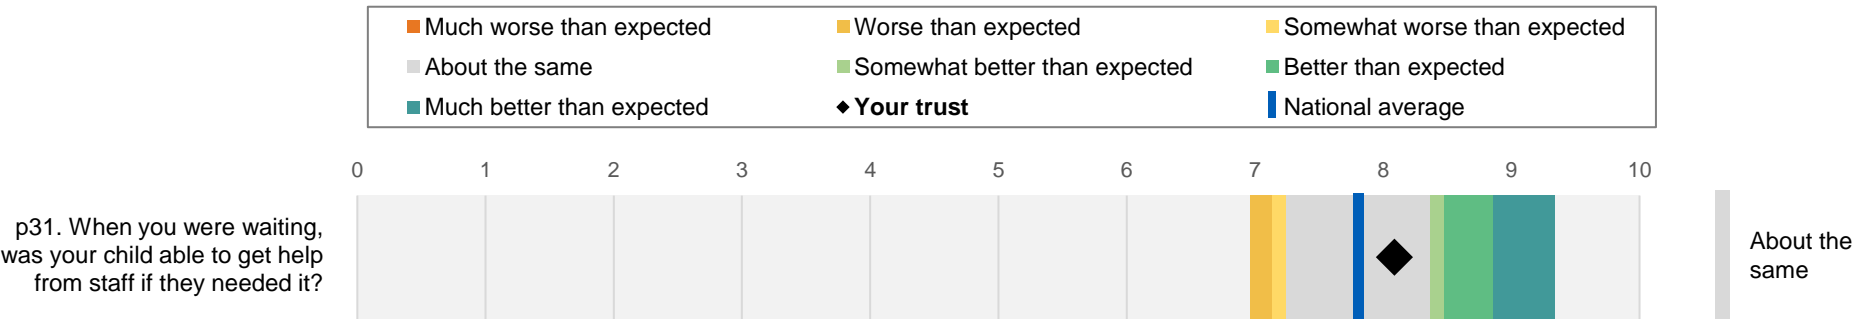 Much worse than expected
Worse than expected
Somewhat worse than expected
About the same
Somewhat better than expected
Better than expected
Much better than expected
Your trust
National average
0 1 2 3 4 5 6 7 8 9 10
p31. When you were waiting,
was your child able to get help
from staff if they needed it?
About the
same